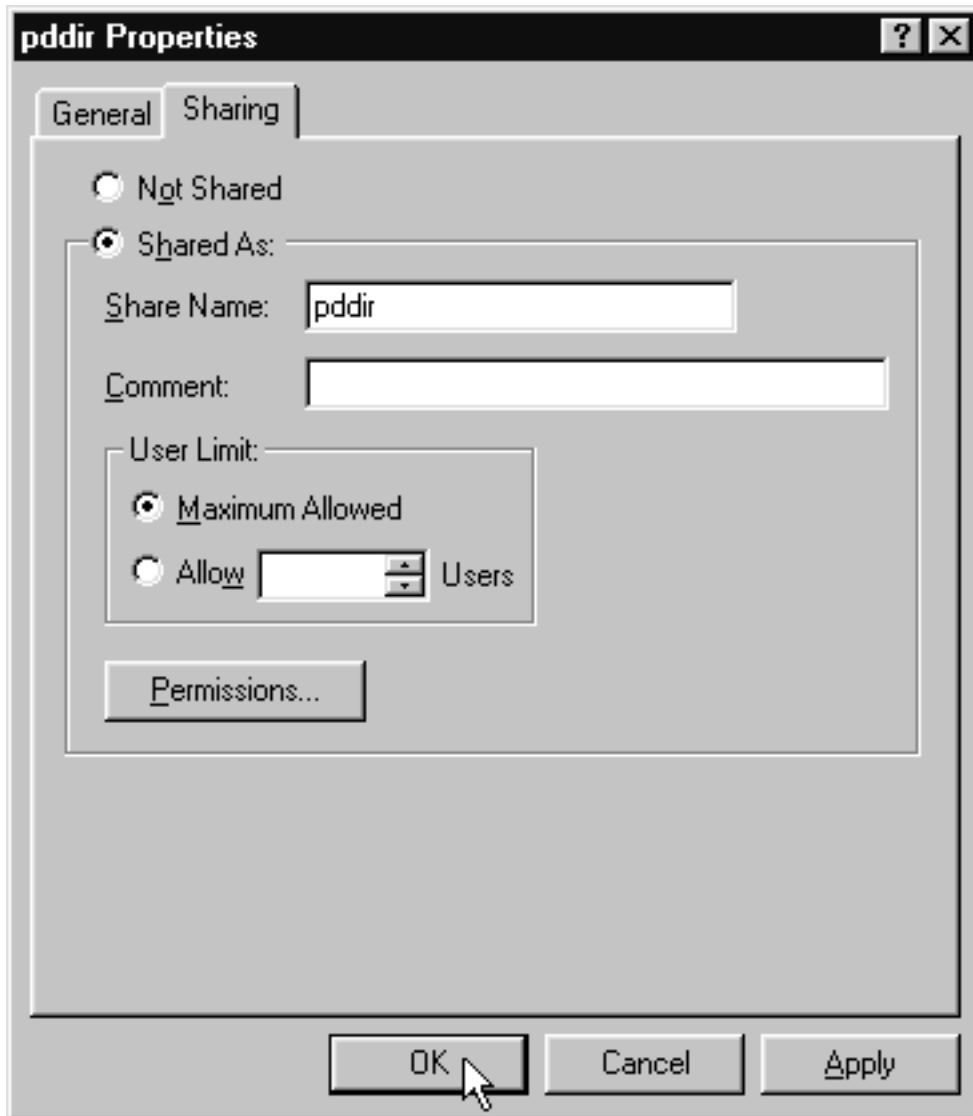 pddir Properties
General Sharing
Not Shared
Shared As:
Share Name: pddir
Comment:
User Limit:
Maximum Allowed
Allow Users
Permissions...
OK Cancel Apply